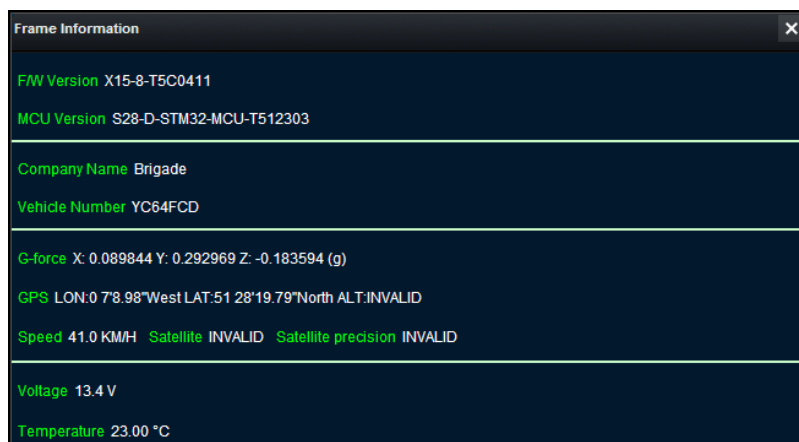 Frame Information
F/W Version X15-8-T5C0411
MCU Version S28-D-STM32-MCU-T512303
Company Name Brigade
Vehicle Number YC64FCD
G-force X: 0.089844 Y: 0.292969 Z: -0.183594 (g)
GPS LON:0 7'8.98"West LAT:51 28'19.79"North ALT:INVALID
Speed 41.0 KM/H Satellite INVALID Satellite precision INVALID
Voltage 13.4 V
Temperature 23.00 °C